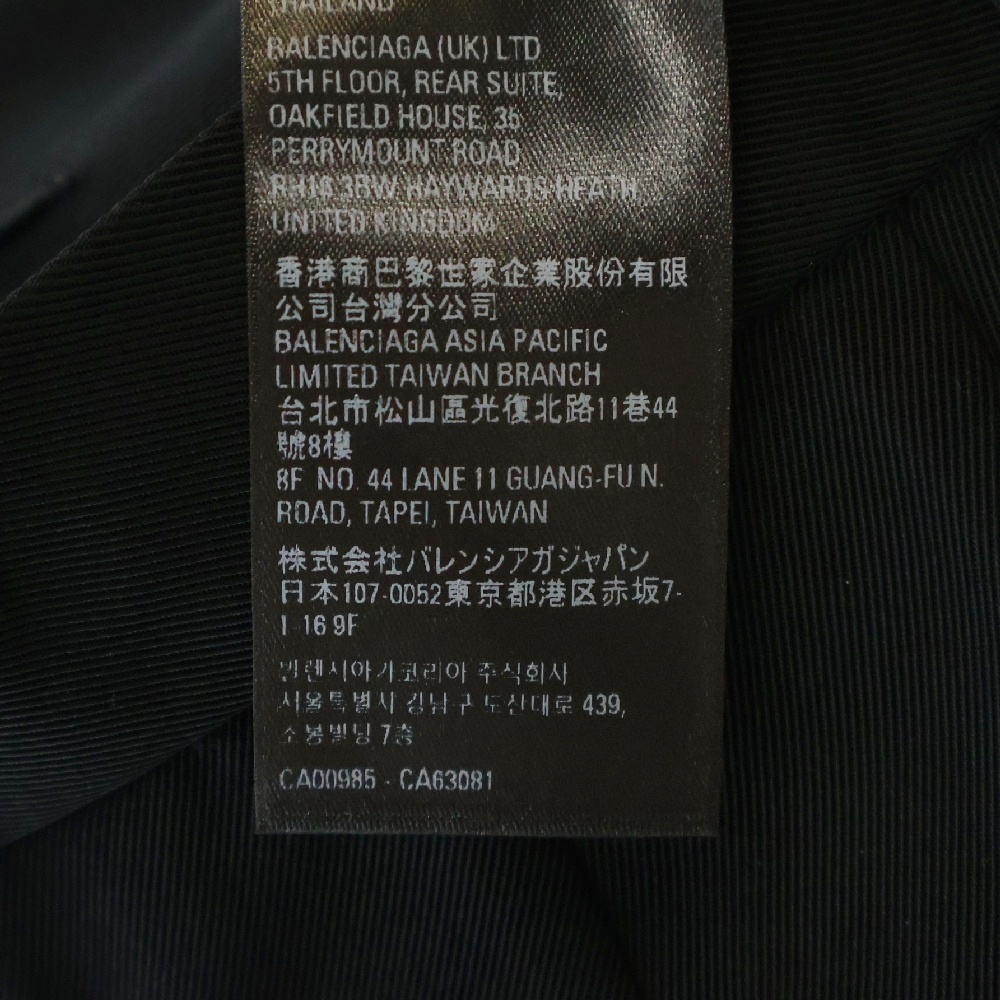 THAILAND
BALENCIAGA (UK) LTD
5TH FLOOR, REAR SUITE,
OAKFIELD HOUSE, 35
PERRYMOUNT ROAD
RH16 3BW HAYWARDS HEATH,
UNITED KINGDOM
香港商巴黎世家企業股份有限
公司台灣分公司
BALENCIAGA ASIA PACIFIC
LIMITED TAIWAN BRANCH
台北市松山區光復北路11巷44
號8樓
8F NO. 44 LANE 11 GUANG-FU N.
ROAD, TAPEI, TAIWAN
株式会社バレンシアガジャパン
日本107-0052東京都港区赤坂7-
1-16 9F
발렌시아가코리아 주식회사
서울특별시 강남구 도산대로 439,
소봉빌딩 7층
CA00985 - CA63081